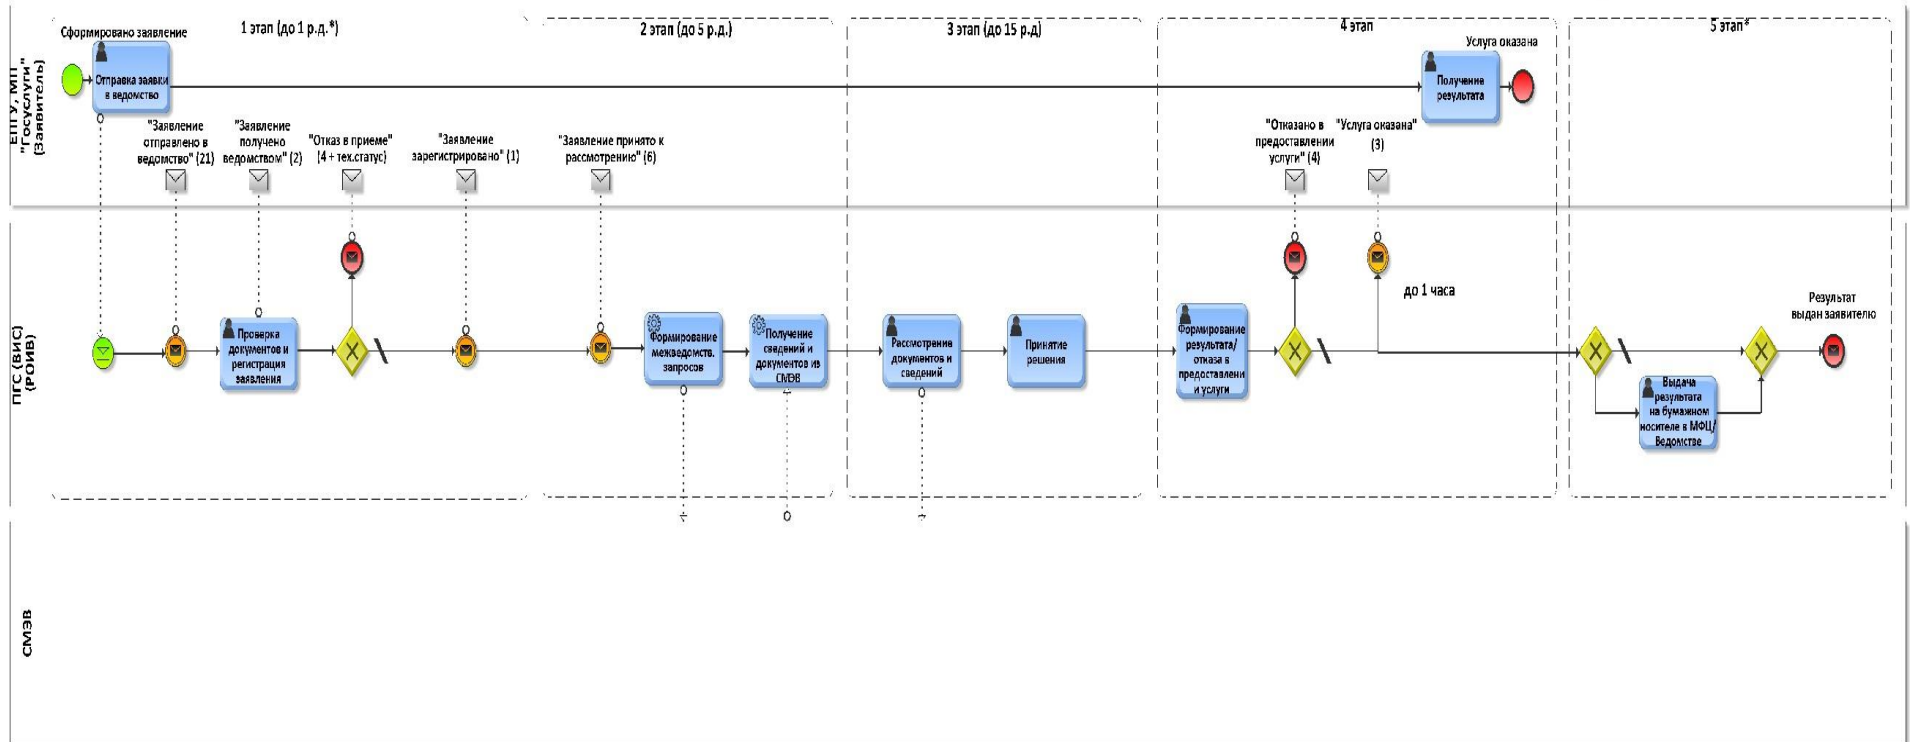 1 этап (до 1 р.д.*)
2 этап (до 5 р.д.)
3 этап (до 15 р.д)
4 этап
5 этап*
ЕПГУ, МП
"Госуслуги"
(Заявитель)
Сформировано заявление
Отправка заявки
в ведомство
Услуга оказана
Получение
результата
"Заявление
отправлено в
ведомство" (21)
"Заявление
получено
ведомством" (2)
"Отказ в приеме"
(4 + тех.статус)
"Заявление
зарегистрировано" (1)
"Заявление принято к
рассмотрению" (6)
"Отказано в
предоставлении
услуги" (4)
"Услуга оказана"
(3)
ПГС (ВИС)
(РОИВ)
Проверка
документов и
регистрация
заявления
Формирование
межведомств.
запросов
Получение
сведений и
документов из
СМЭВ
Рассмотрение
документов и
сведений
Принятие
решения
Формирование
результата/
отказа в
предоставлени
и услуги
до 1 часа
Выдача
результата
на бумажном
носителе в МФЦ/
Ведомстве
Результат
выдан заявителю
СМЭВ